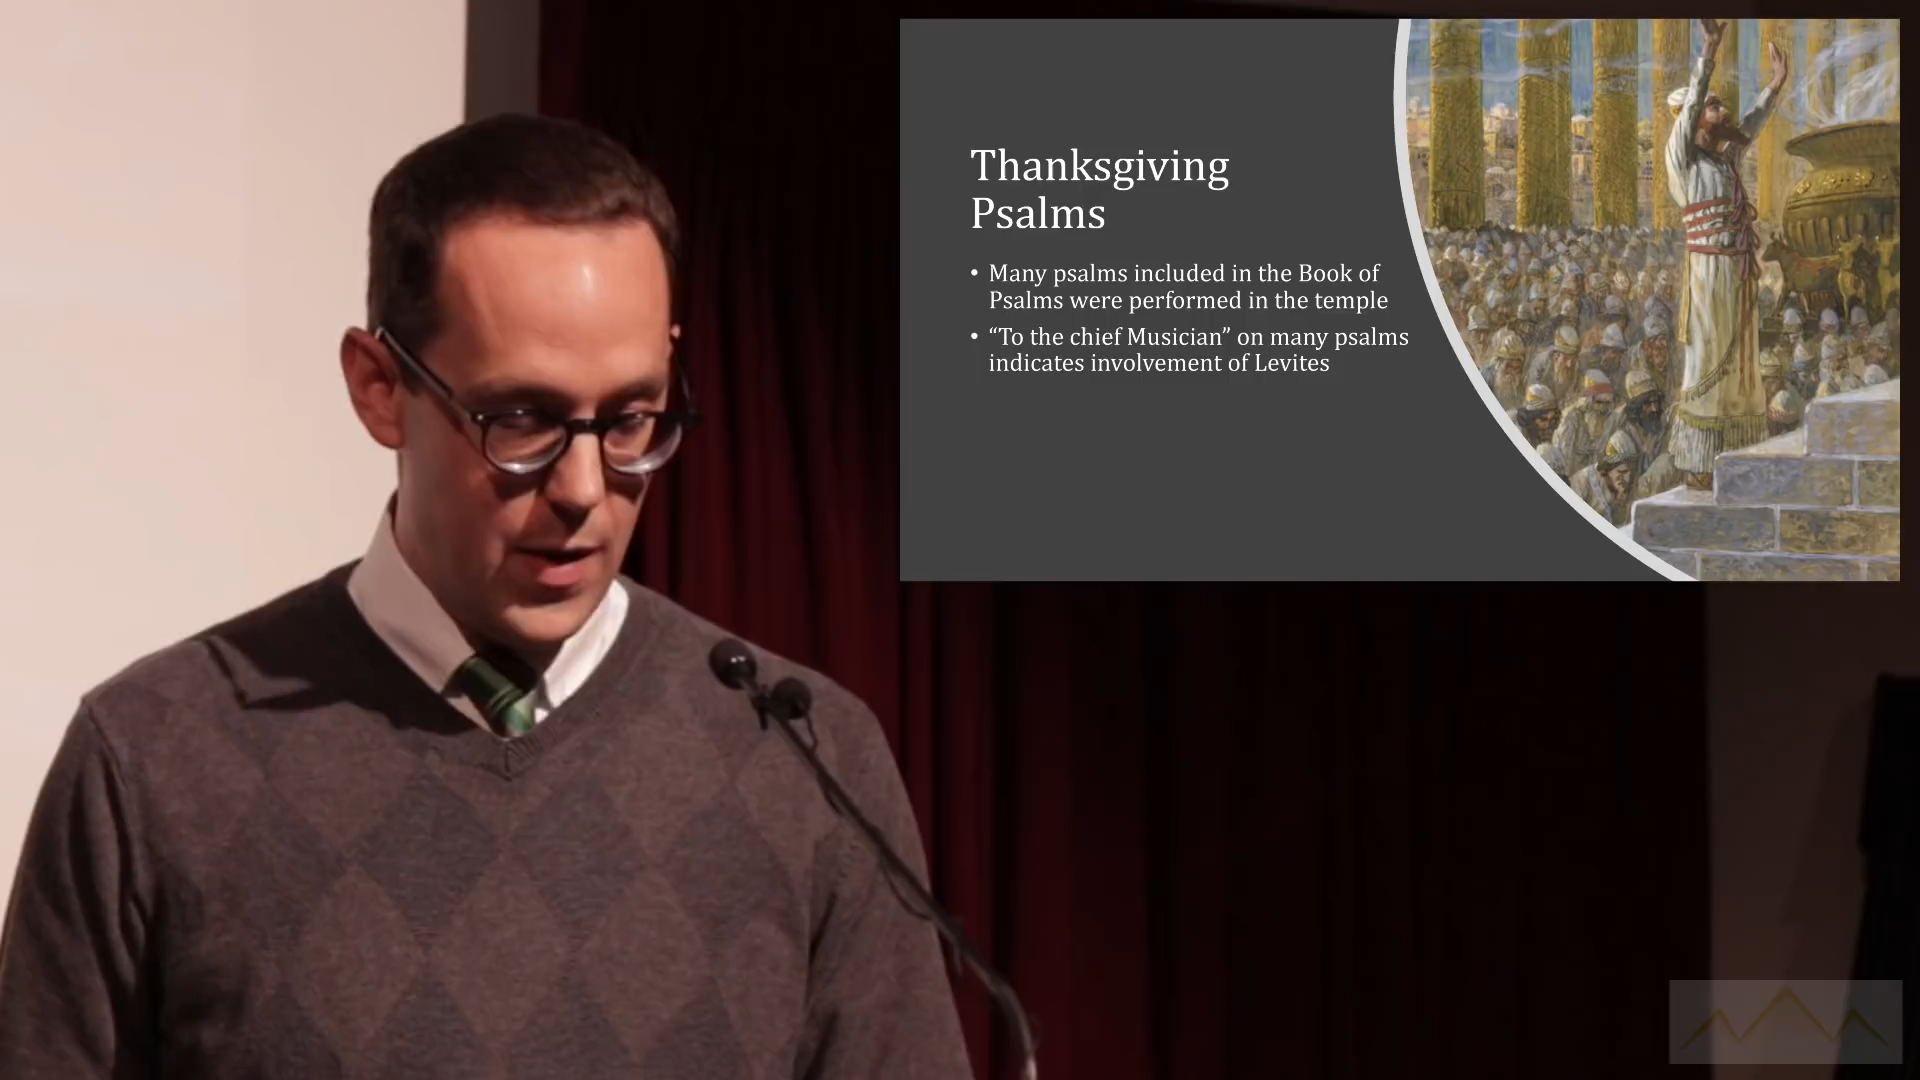 Thanksgiving
Psalms
• Many psalms included in the Book of
Psalms were performed in the temple
• “To the chief Musician” on many psalms
indicates involvement of Levites